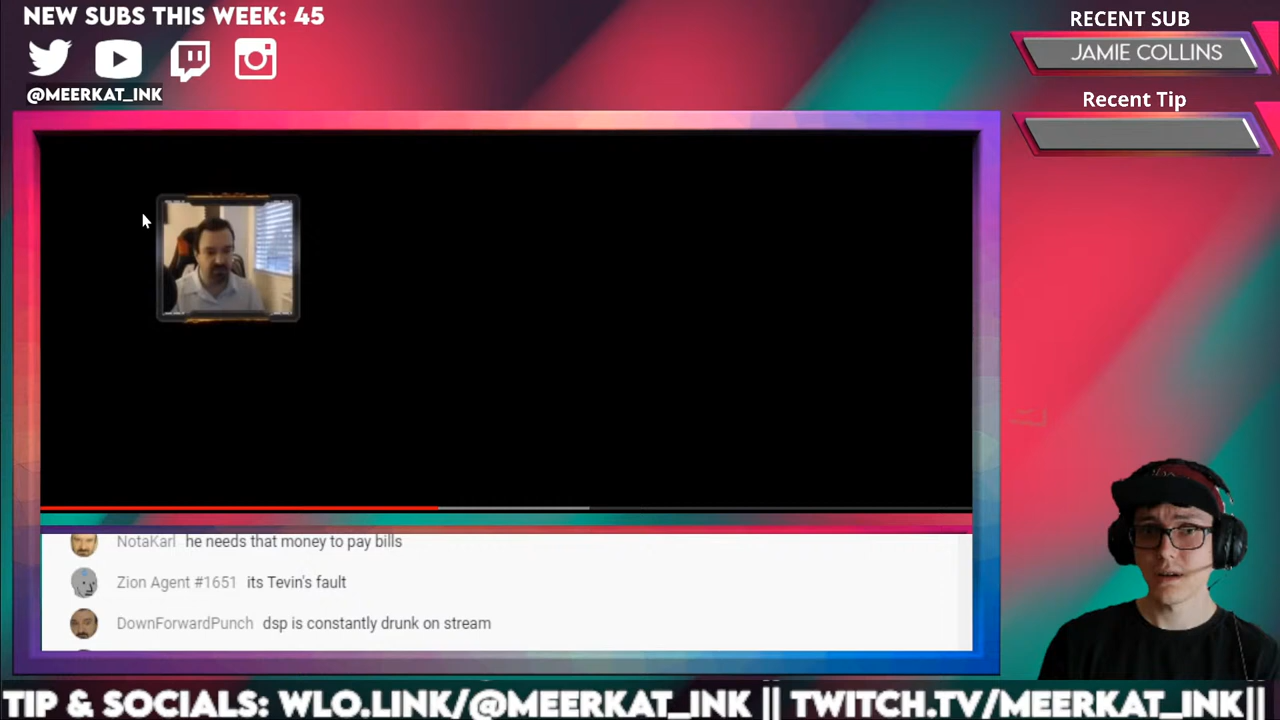 NEW SUBS THIS WEEK: 45
@MEERKAT_INK
RECENT SUB
JAMIE COLLINS
Recent Tip
NotaKarl he needs that money to pay bills
Zion Agent #1651 its Tevin's fault
DownForwardPunch dsp is constantly drunk on stream
TIP & SOCIALS: WLO.LINK/@MEERKAT_INK || TWITCH.TV/MEERKAT_INK||